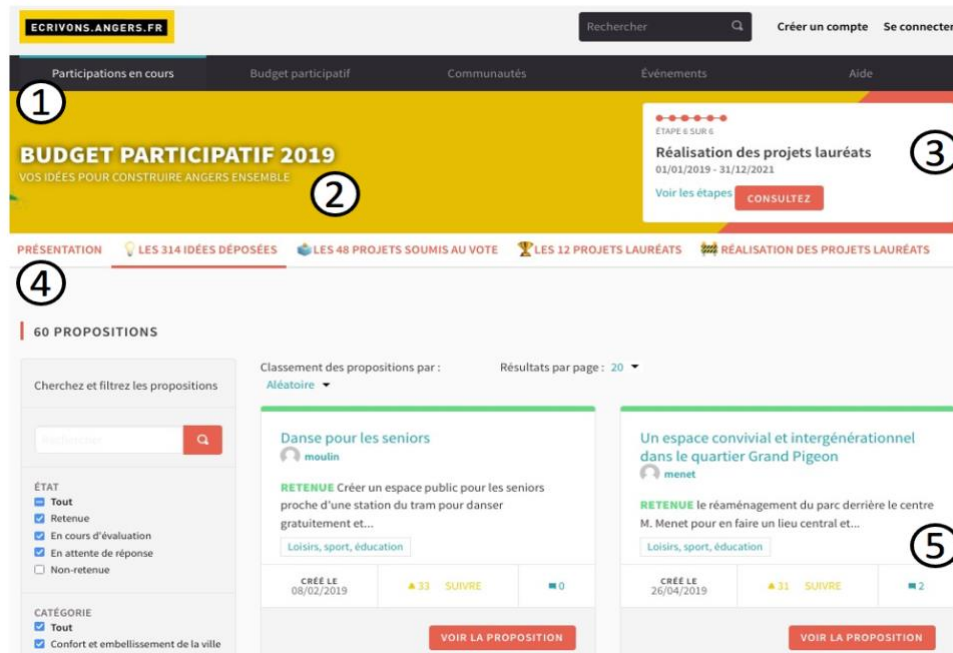 ECRIVONS.ANGERS.FR
Rechercher
Créer un compte Se connecter
Participations en cours Budget participatif Communautés Événements Aide
1
BUDGET PARTICIPATIF 2019
VOS IDÉES POUR CONSTRUIRE ANGERS ENSEMBLE
2
ÉTAPE 6 SUR 6
Réalisation des projets lauréats
01/01/2019 - 31/12/2021
Voir les étapes CONSULTEZ
3
PRÉSENTATION LES 314 IDÉES DÉPOSÉES LES 48 PROJETS SOUMIS AU VOTE LES 12 PROJETS LAURÉATS RÉALISATION DES PROJETS LAURÉATS
4
60 PROPOSITIONS
Cherchez et filtrez les propositions
Rechercher
ÉTAT
Tout
Retenue
En cours d'évaluation
En attente de réponse
Non-retenue
CATÉGORIE
Tout
Confort et embellissement de la ville
Classement des propositions par :
Aléatoire
Résultats par page : 20
Danse pour les seniors
moulin
RETENUE Créer un espace public pour les seniors
proche d'une station du tram pour danser
gratuitement et...
Loisirs, sport, éducation
CRÉÉ LE
08/02/2019
33 SUIVRE
0
VOIR LA PROPOSITION
Un espace convivial et intergénérationnel
dans le quartier Grand Pigeon
menet
RETENUE le réaménagement du parc derrière le centre
M. Menet pour en faire un lieu central et...
Loisirs, sport, éducation
5
CRÉÉ LE
26/04/2019
31 SUIVRE
2
VOIR LA PROPOSITION